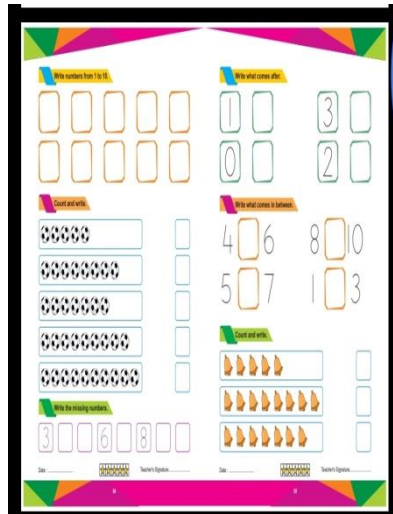 Write numbers from 1 to 10.
Count and write.
Write the missing numbers.
3 6 8
Date : Teacher's Signature
Write what comes after.
1 3
0 2
Write what comes in between.
4 6 8 10
5 7 1 3
Count and write.
Date : Teacher's Signature